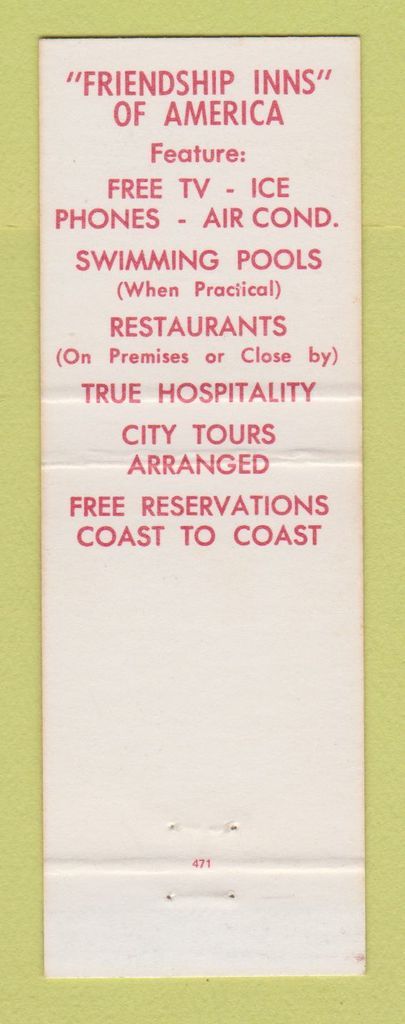 "FRIENDSHIP INNS"
OF AMERICA
Feature:
FREE TV - ICE
PHONES - AIR COND.
SWIMMING POOLS
(When Practical)
RESTAURANTS
(On Premises or Close by)
TRUE HOSPITALITY
CITY TOURS
ARRANGED
FREE RESERVATIONS
COAST TO COAST
471